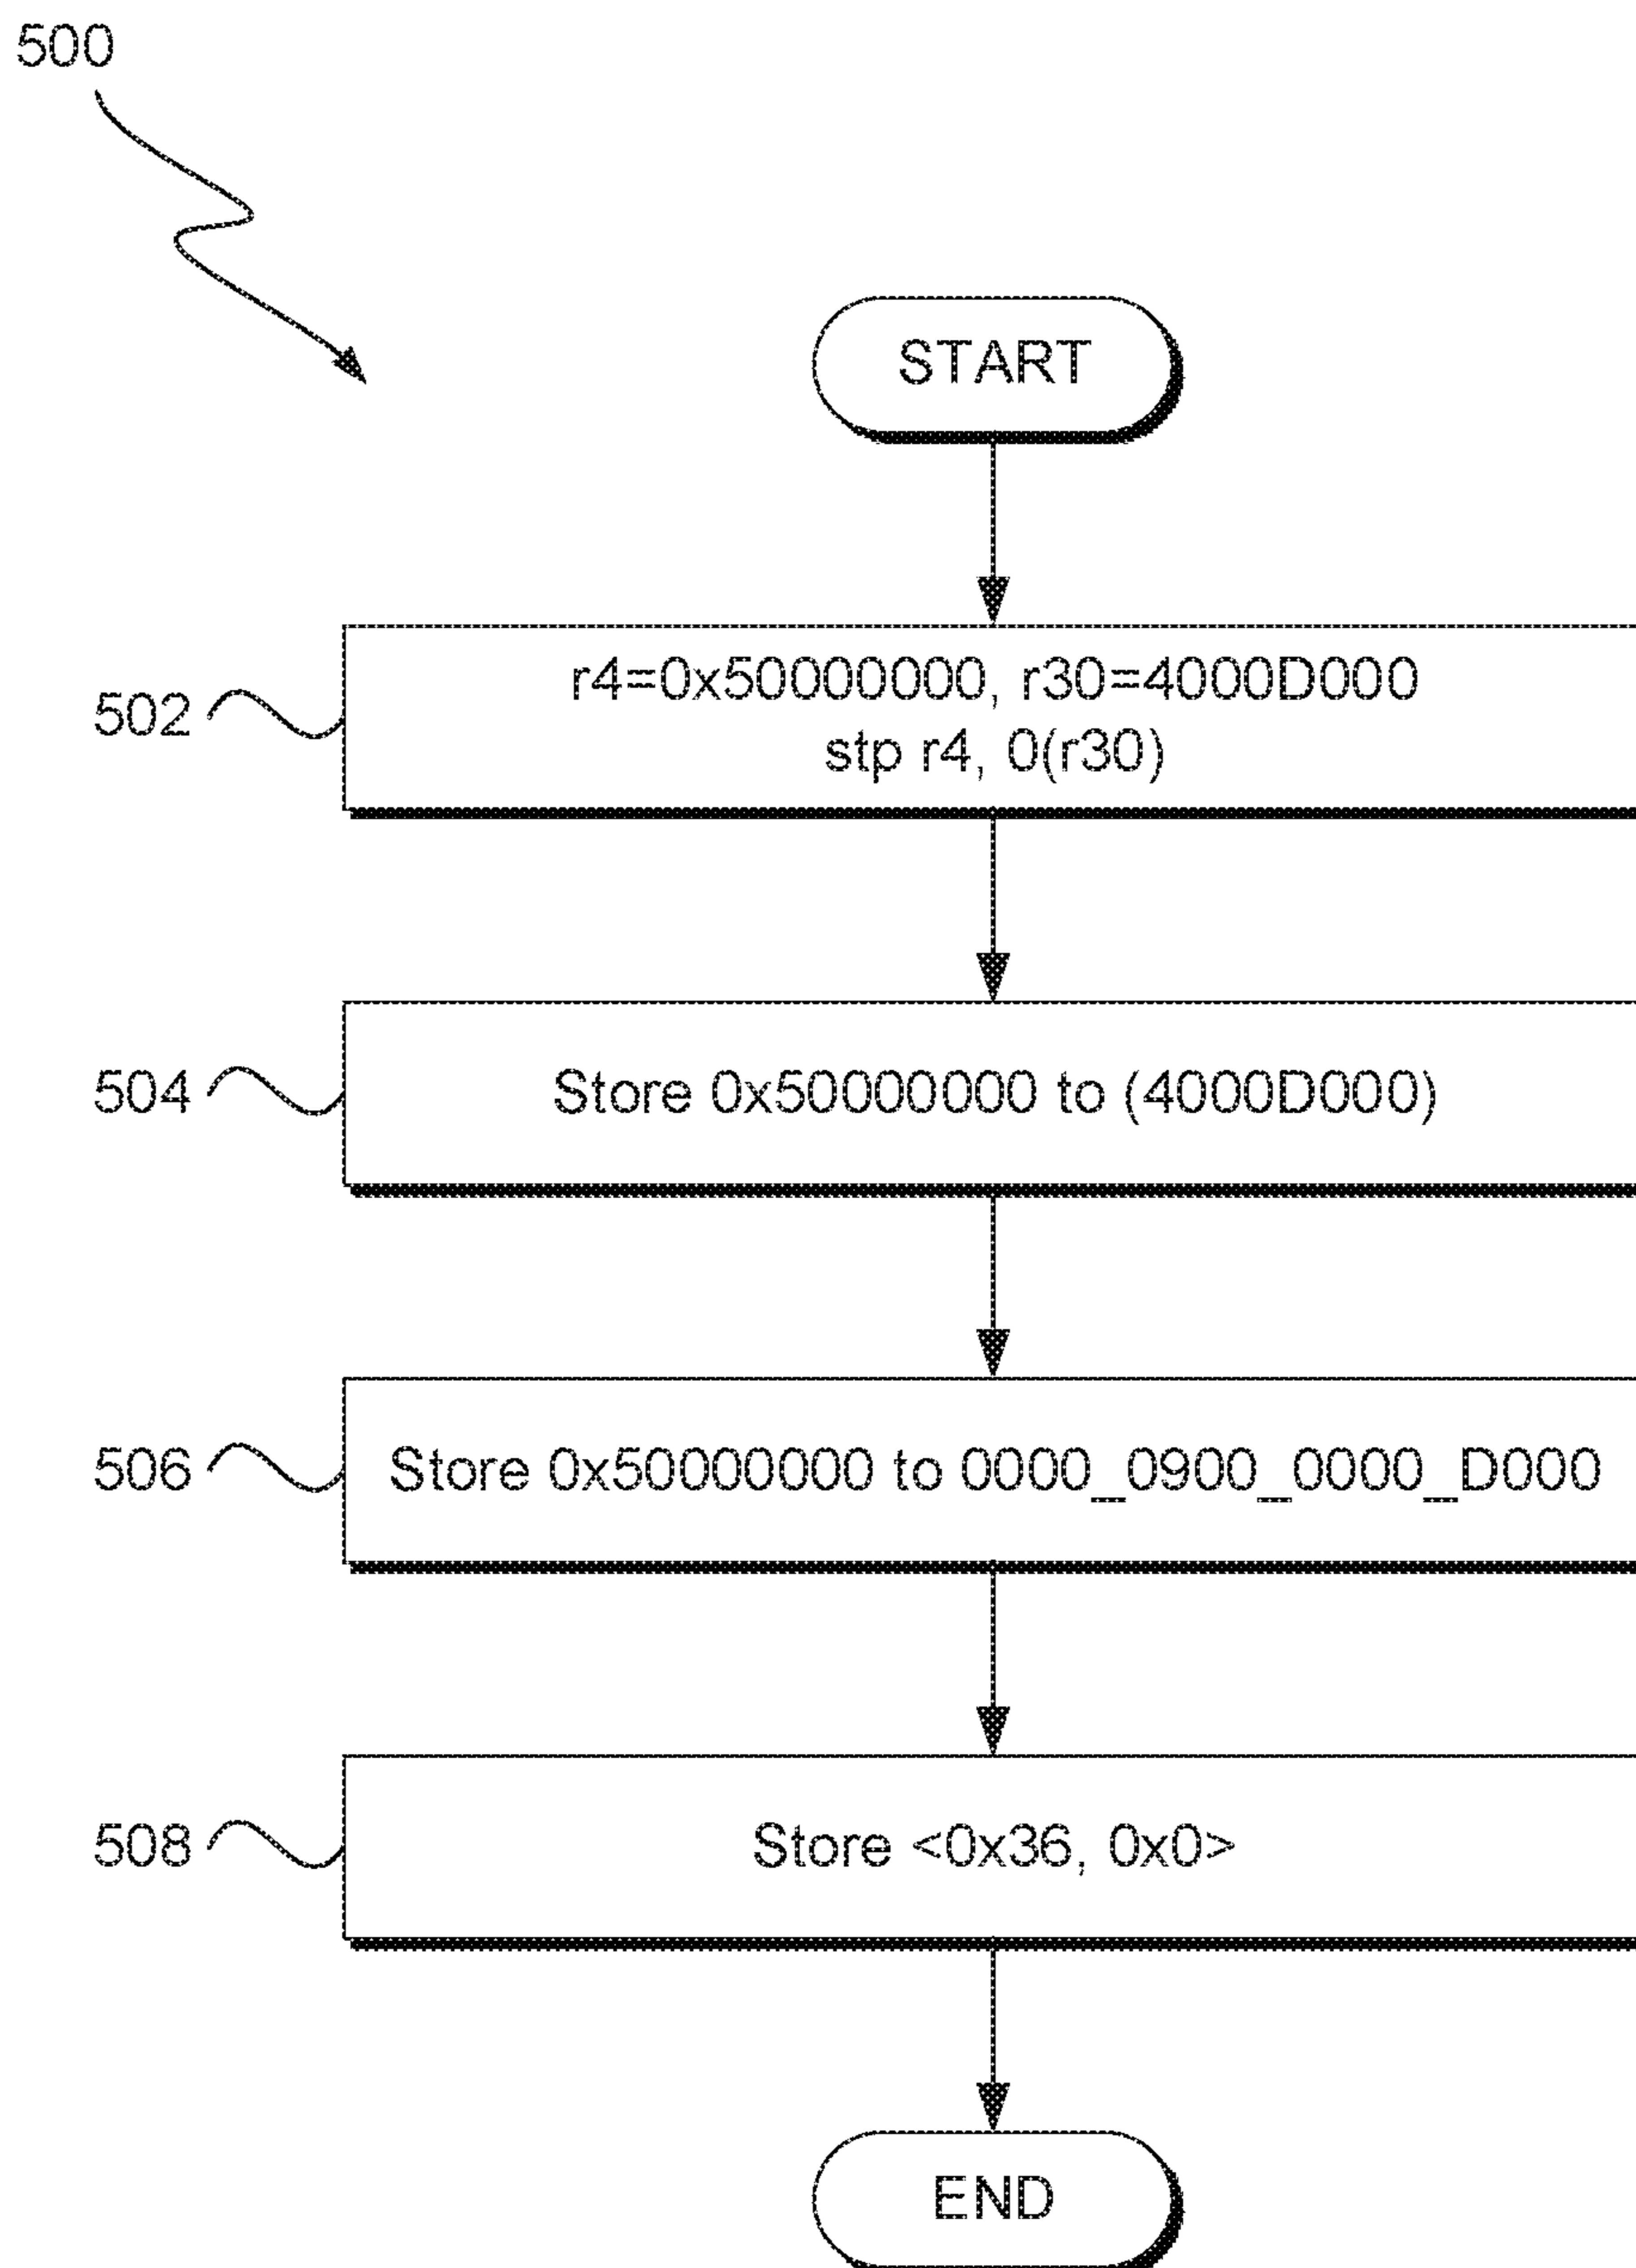 500
START
502
r4=0x50000000, r30=4000D000
stp r4, 0(r30)
504
Store 0x50000000 to (4000D000)
506
Store 0x50000000 to 0000_0900_0000_D000
508
Store <0x36, 0x0>
END